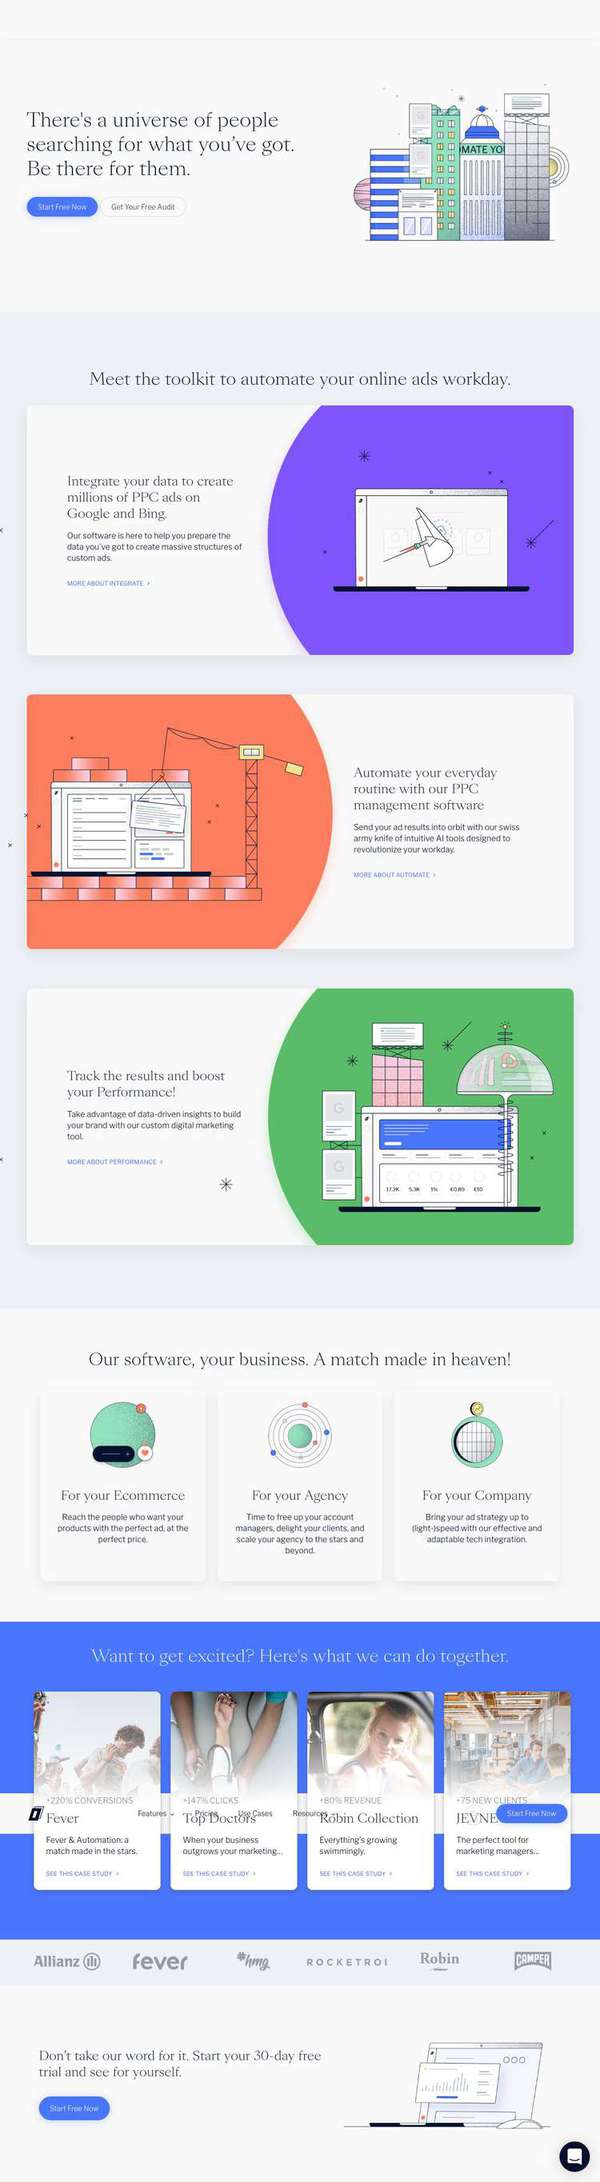 There's a universe of people
searching for what you've got.
Be there for them.
Start Free Now
Get Your Free Audit
MATE YO
Meet the toolkit to automate your online ads workday.
Integrate your data to create
millions of PPC ads on
Google and Bing.
Our software is here to help you prepare the
data you've got to create massive structures of
custom ads.
MORE ABOUT INTEGRATE
Automate your everyday
routine with our PPC
management software
Send your ad results into orbit with our swiss
army knife of intuitive AI tools designed to
revolutionize your workday.
MORE ABOUT AUTOMATE
Track the results and boost
your Performance!
Take advantage of data-driven insights to build
your brand with our custom digital marketing
tool.
MORE ABOUT PERFORMANCE
G
G
17.2K 5.3K 1% €0.89 €10
Our software, your business. A match made in heaven!
For your Ecommerce
Reach the people who want your
products with the perfect ad, at the
perfect price.
For your Agency
Time to free up your account
managers, delight your clients, and
scale your agency to the stars and
beyond.
For your Company
Bring your ad strategy up to
(light-)speed with our effective and
adaptable tech integration.
Want to get excited? Here's what we can do together.
+220% CONVERSIONS
Fever
Fever & Automation: a
match made in the stars.
SEE THIS CASE STUDY
+147% CLICKS
Top Doctors
When your business
outgrows your marketing...
SEE THIS CASE STUDY
+80% REVENUE
Robin Collection
Everything's growing
swimmingly.
SEE THIS CASE STUDY
+75 NEW CLIENTS
JEVNE
The perfect tool for
marketing managers...
SEE THIS CASE STUDY
Features
Pricing
Use Cases
Resources
Start Free Now
Allianz
fever
#hmg
ROCKETROI
Robin
CAMPER
Don't take our word for it. Start your 30-day free
trial and see for yourself.
Start Free Now